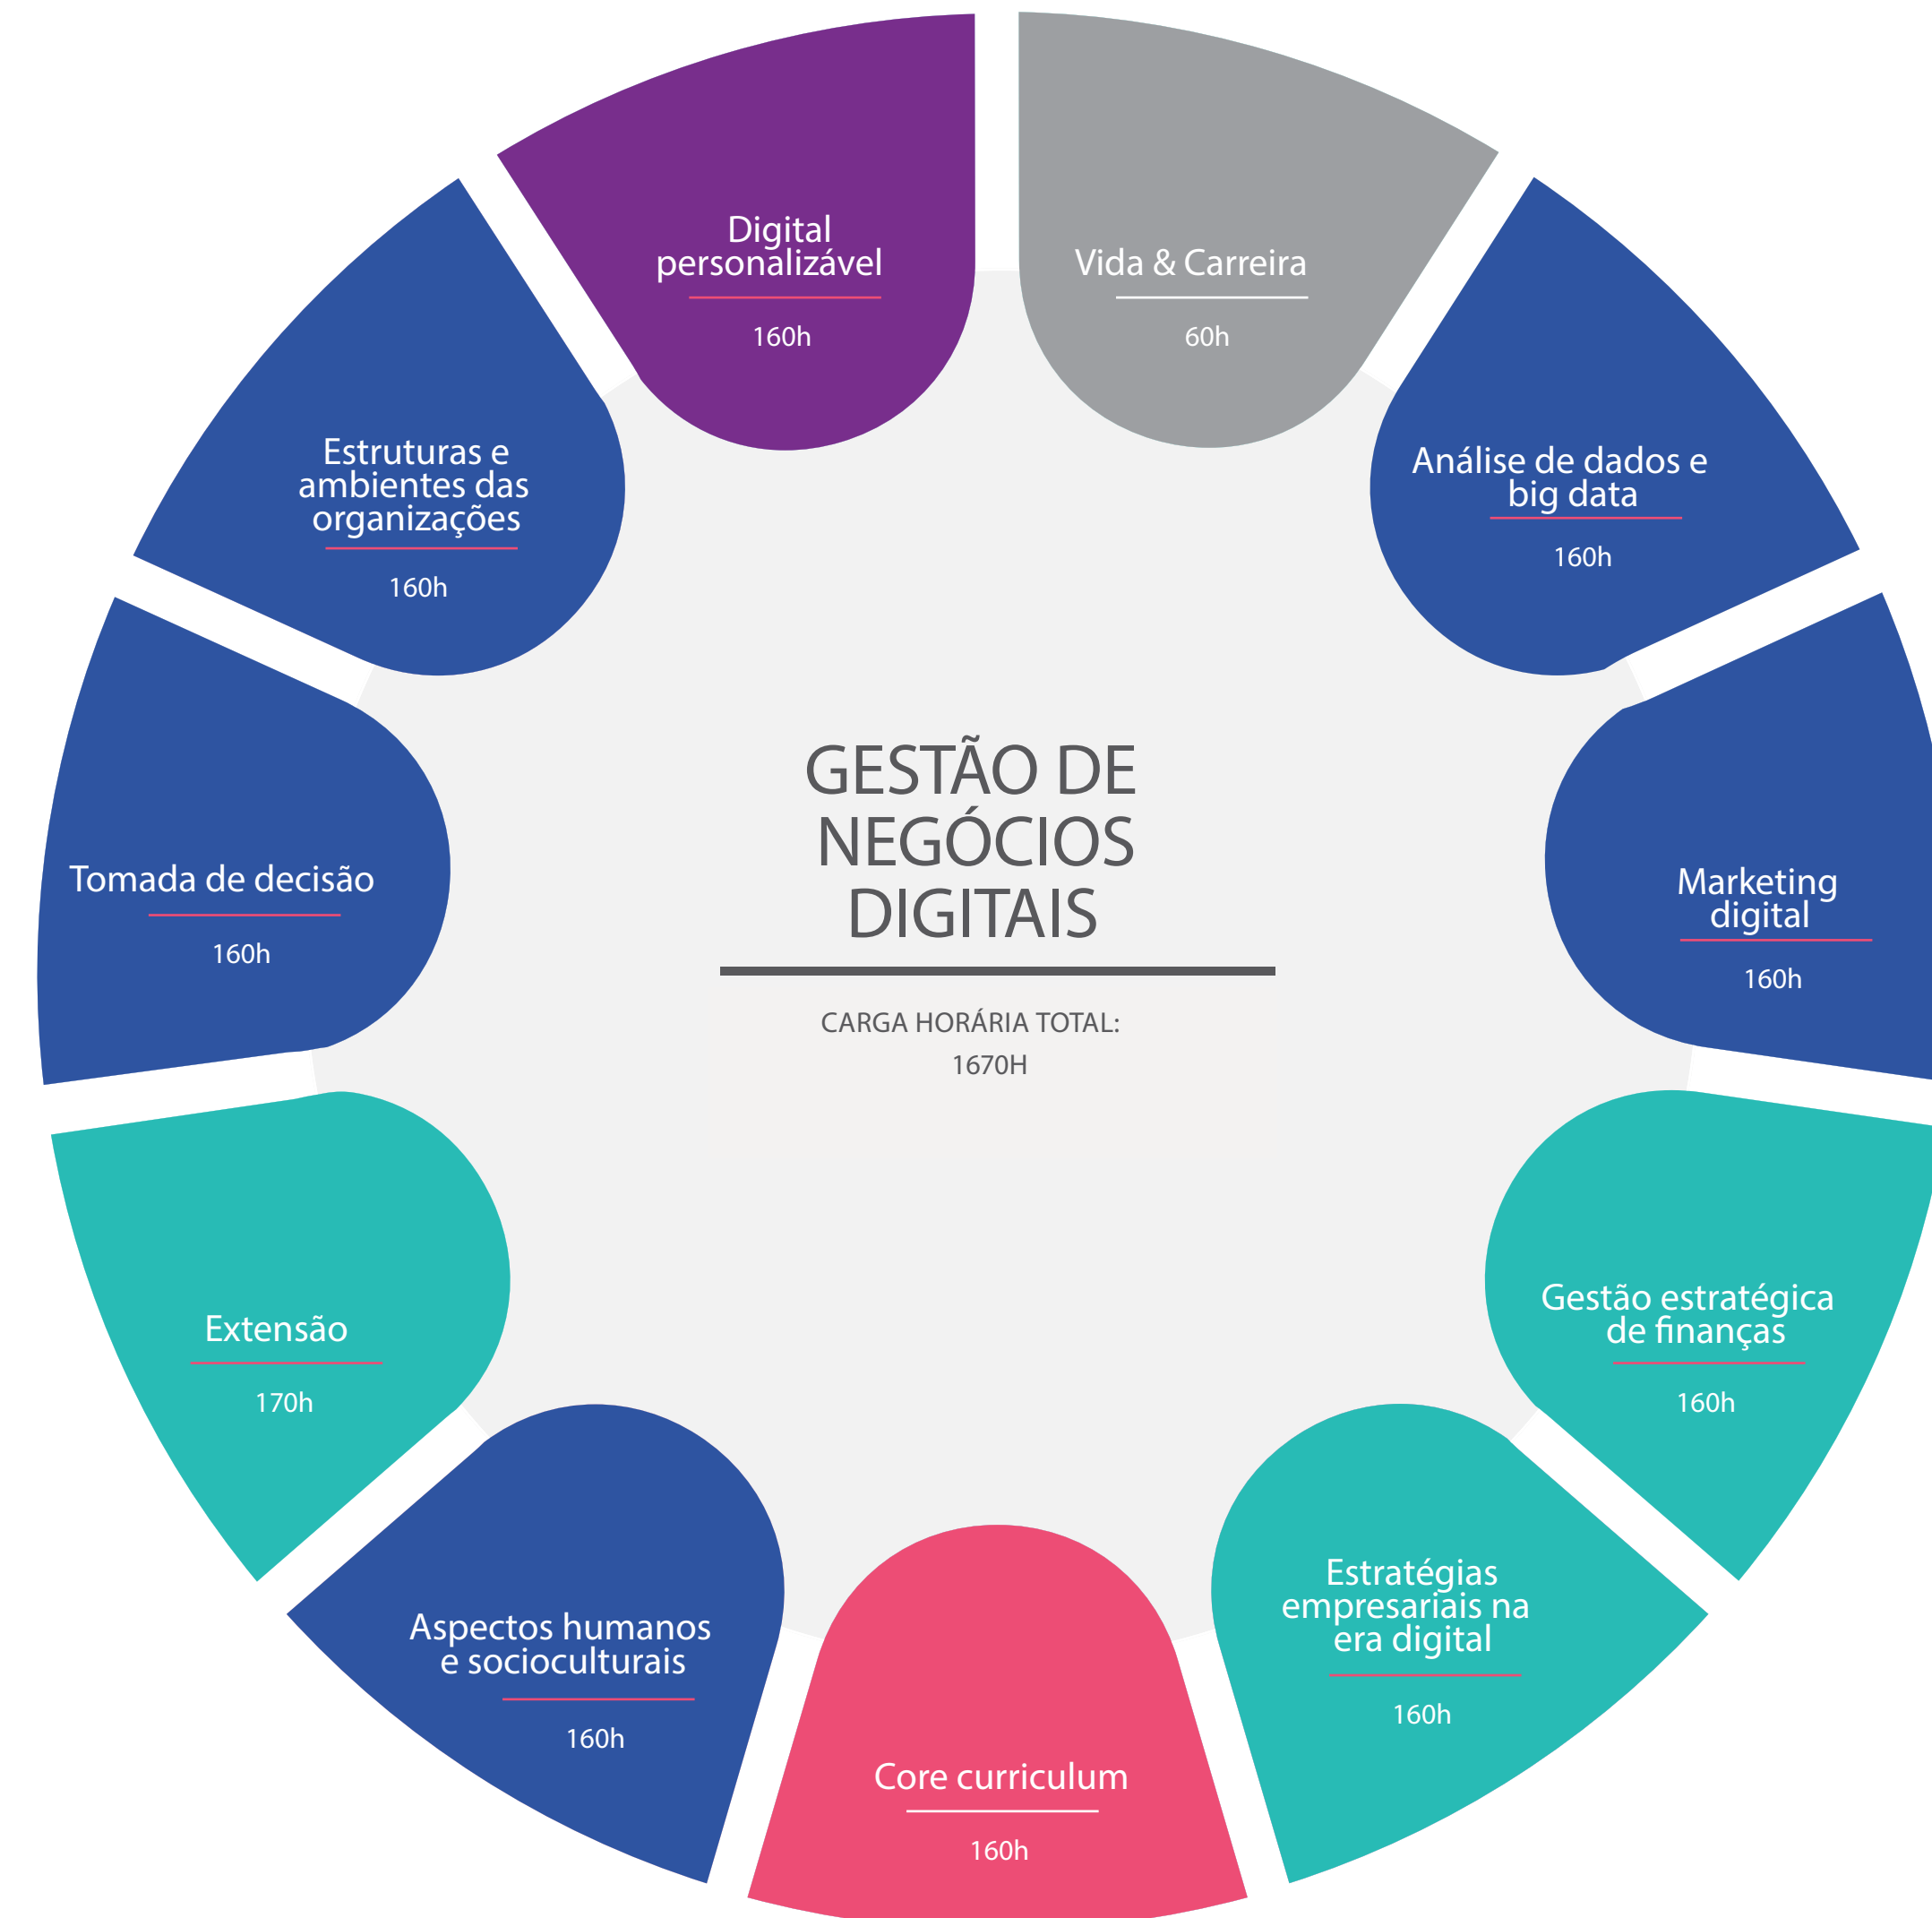 Digital
personalizável
160h
Vida & Carreira
60h
Estruturas e
ambientes das
organizações
160h
Análise de dados e
big data
160h
GESTÃO DE
NEGÓCIOS
DIGITAIS
CARGA HORÁRIA TOTAL:
1670H
Tomada de decisão
160h
Marketing
digital
160h
Extensão
170h
Gestão estratégica
de finanças
160h
Aspectos humanos
e socioculturais
160h
Estratégias
empresariais na
era digital
160h
Core curriculum
160h